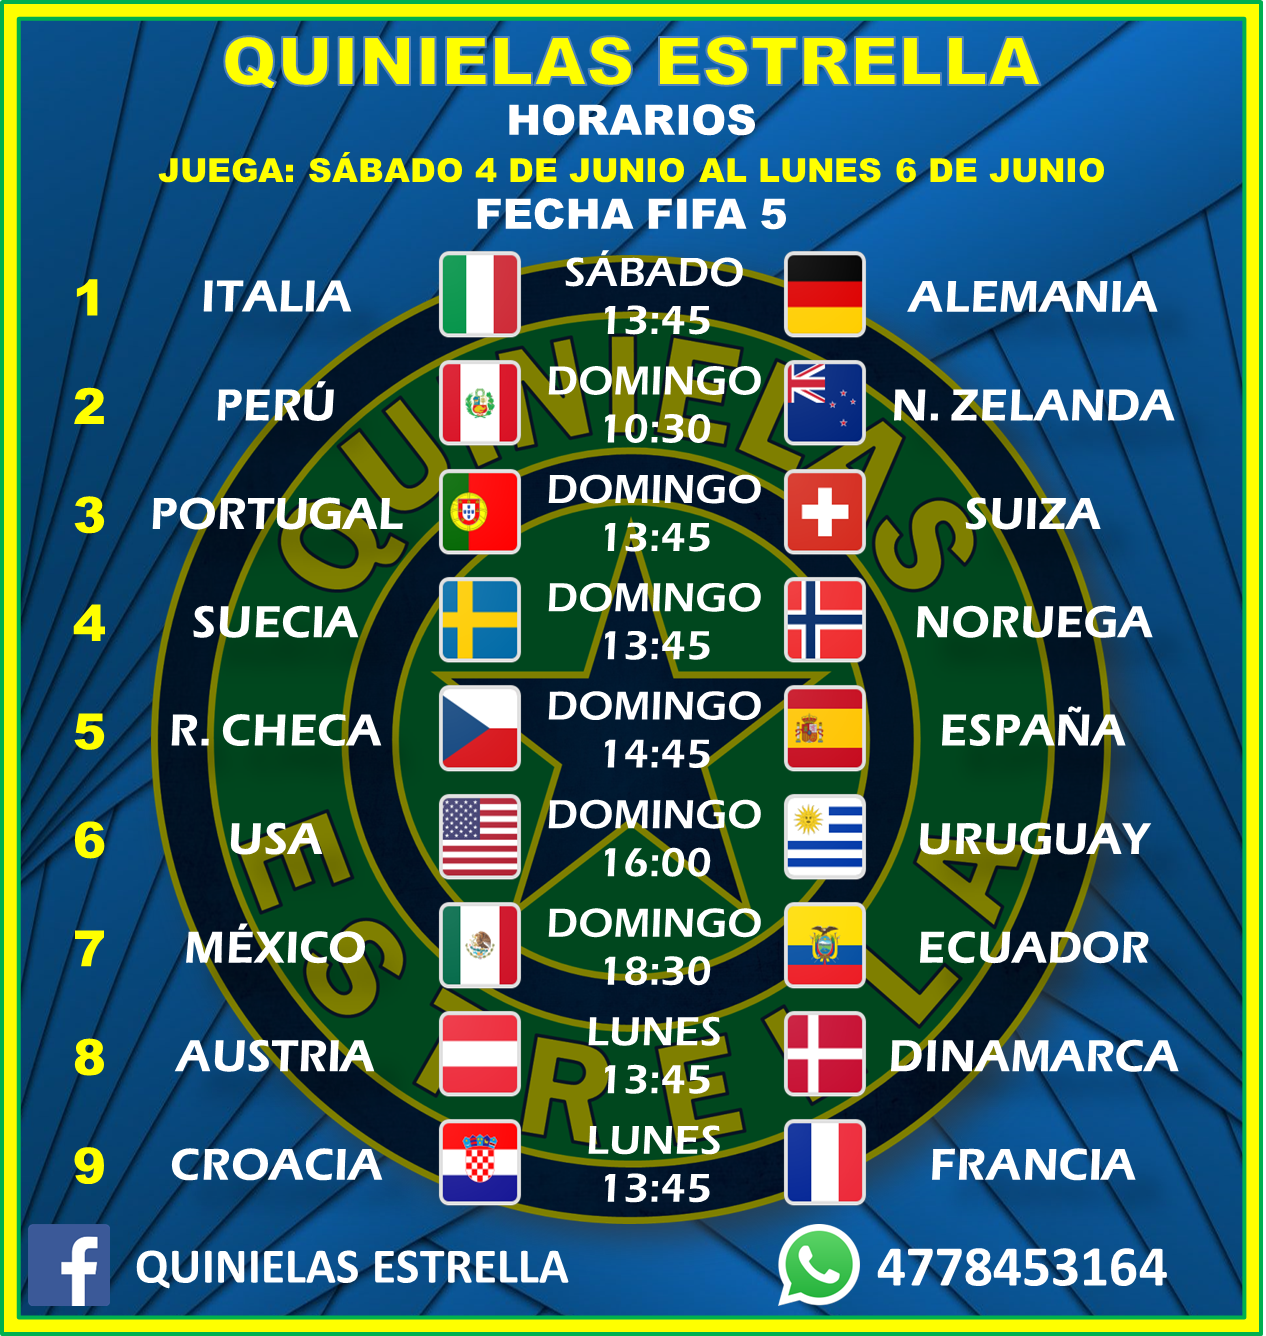 QUINIELAS ESTRELLA
HORARIOS
JUEGA: SÁBADO 4 DE JUNIO AL LUNES 6 DE JUNIO
FECHA FIFA 5
1 ITALIA SÁBADO 13:45 ALEMANIA
2 PERÚ DOMINGO 10:30 N. ZELANDA
3 PORTUGAL DOMINGO 13:45 SUIZA
4 SUECIA DOMINGO 13:45 NORUEGA
5 R. CHECA DOMINGO 14:45 ESPAÑA
6 USA DOMINGO 16:00 URUGUAY
7 MÉXICO DOMINGO 18:30 ECUADOR
8 AUSTRIA LUNES 13:45 DINAMARCA
9 CROACIA LUNES 13:45 FRANCIA
QUINIELAS
ESTRELLA
QUINIELAS ESTRELLA 4778453164